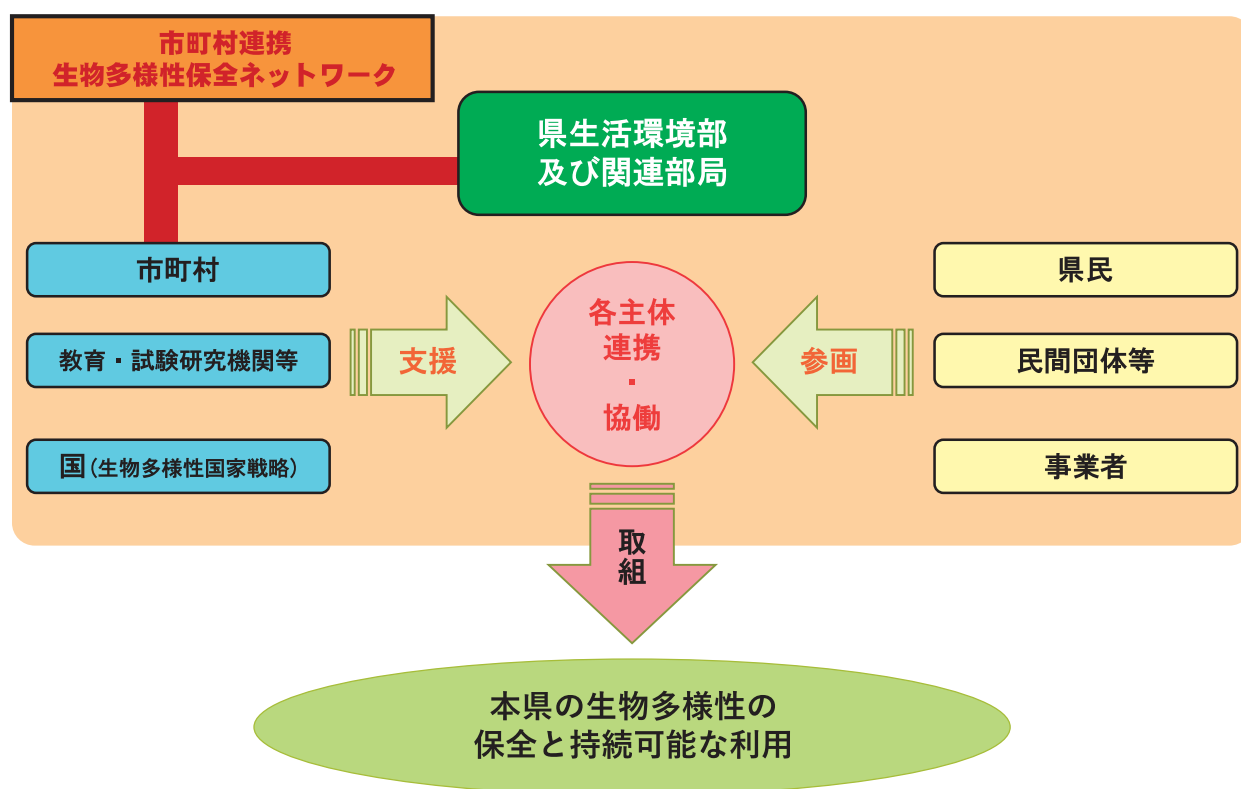 市町村連携
生物多様性保全ネットワーク
県生活環境部
及び関連部局
市町村
教育・試験研究機関等
国（生物多様性国家戦略）
支援
各主体
連携
・
協働
参画
県民
民間団体等
事業者
取
組
本県の生物多様性の
保全と持続可能な利用